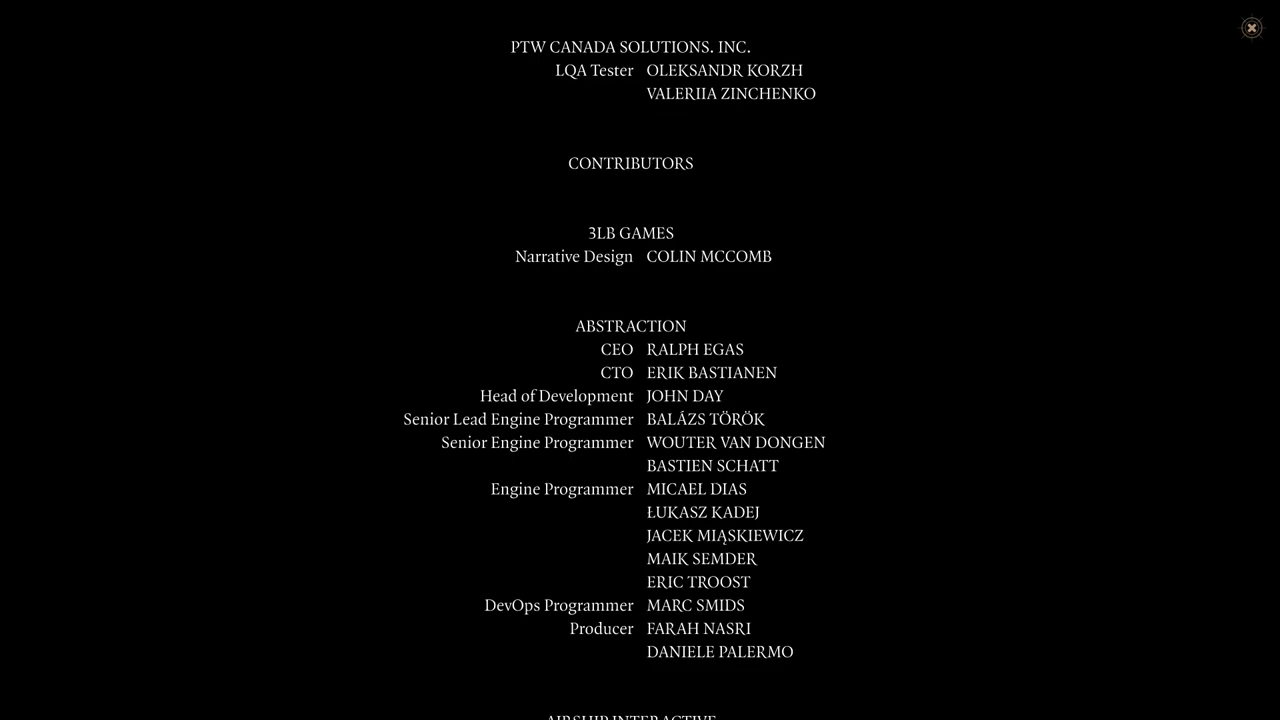 PTW CANADA SOLUTIONS. INC.
LQA Tester OLEKSANDR KORZH
VALERIIA ZINCHENKO
CONTRIBUTORS
3LB GAMES
Narrative Design COLIN MCCOMB
ABSTRACTION
CEO RALPH EGAS
CTO ERIK BASTIANEN
Head of Development JOHN DAY
Senior Lead Engine Programmer BALÁZS TÖRÖK
Senior Engine Programmer WOUTER VAN DONGEN
BASTIEN SCHATT
Engine Programmer MICAEL DIAS
ŁUKASZ KADEJ
JACEK MIĄSKIEWICZ
MAIK SEMDER
ERIC TROOST
DevOps Programmer MARC SMIDS
Producer FARAH NASRI
DANIELE PALERMO
AIRSHIP INTERACTIVE